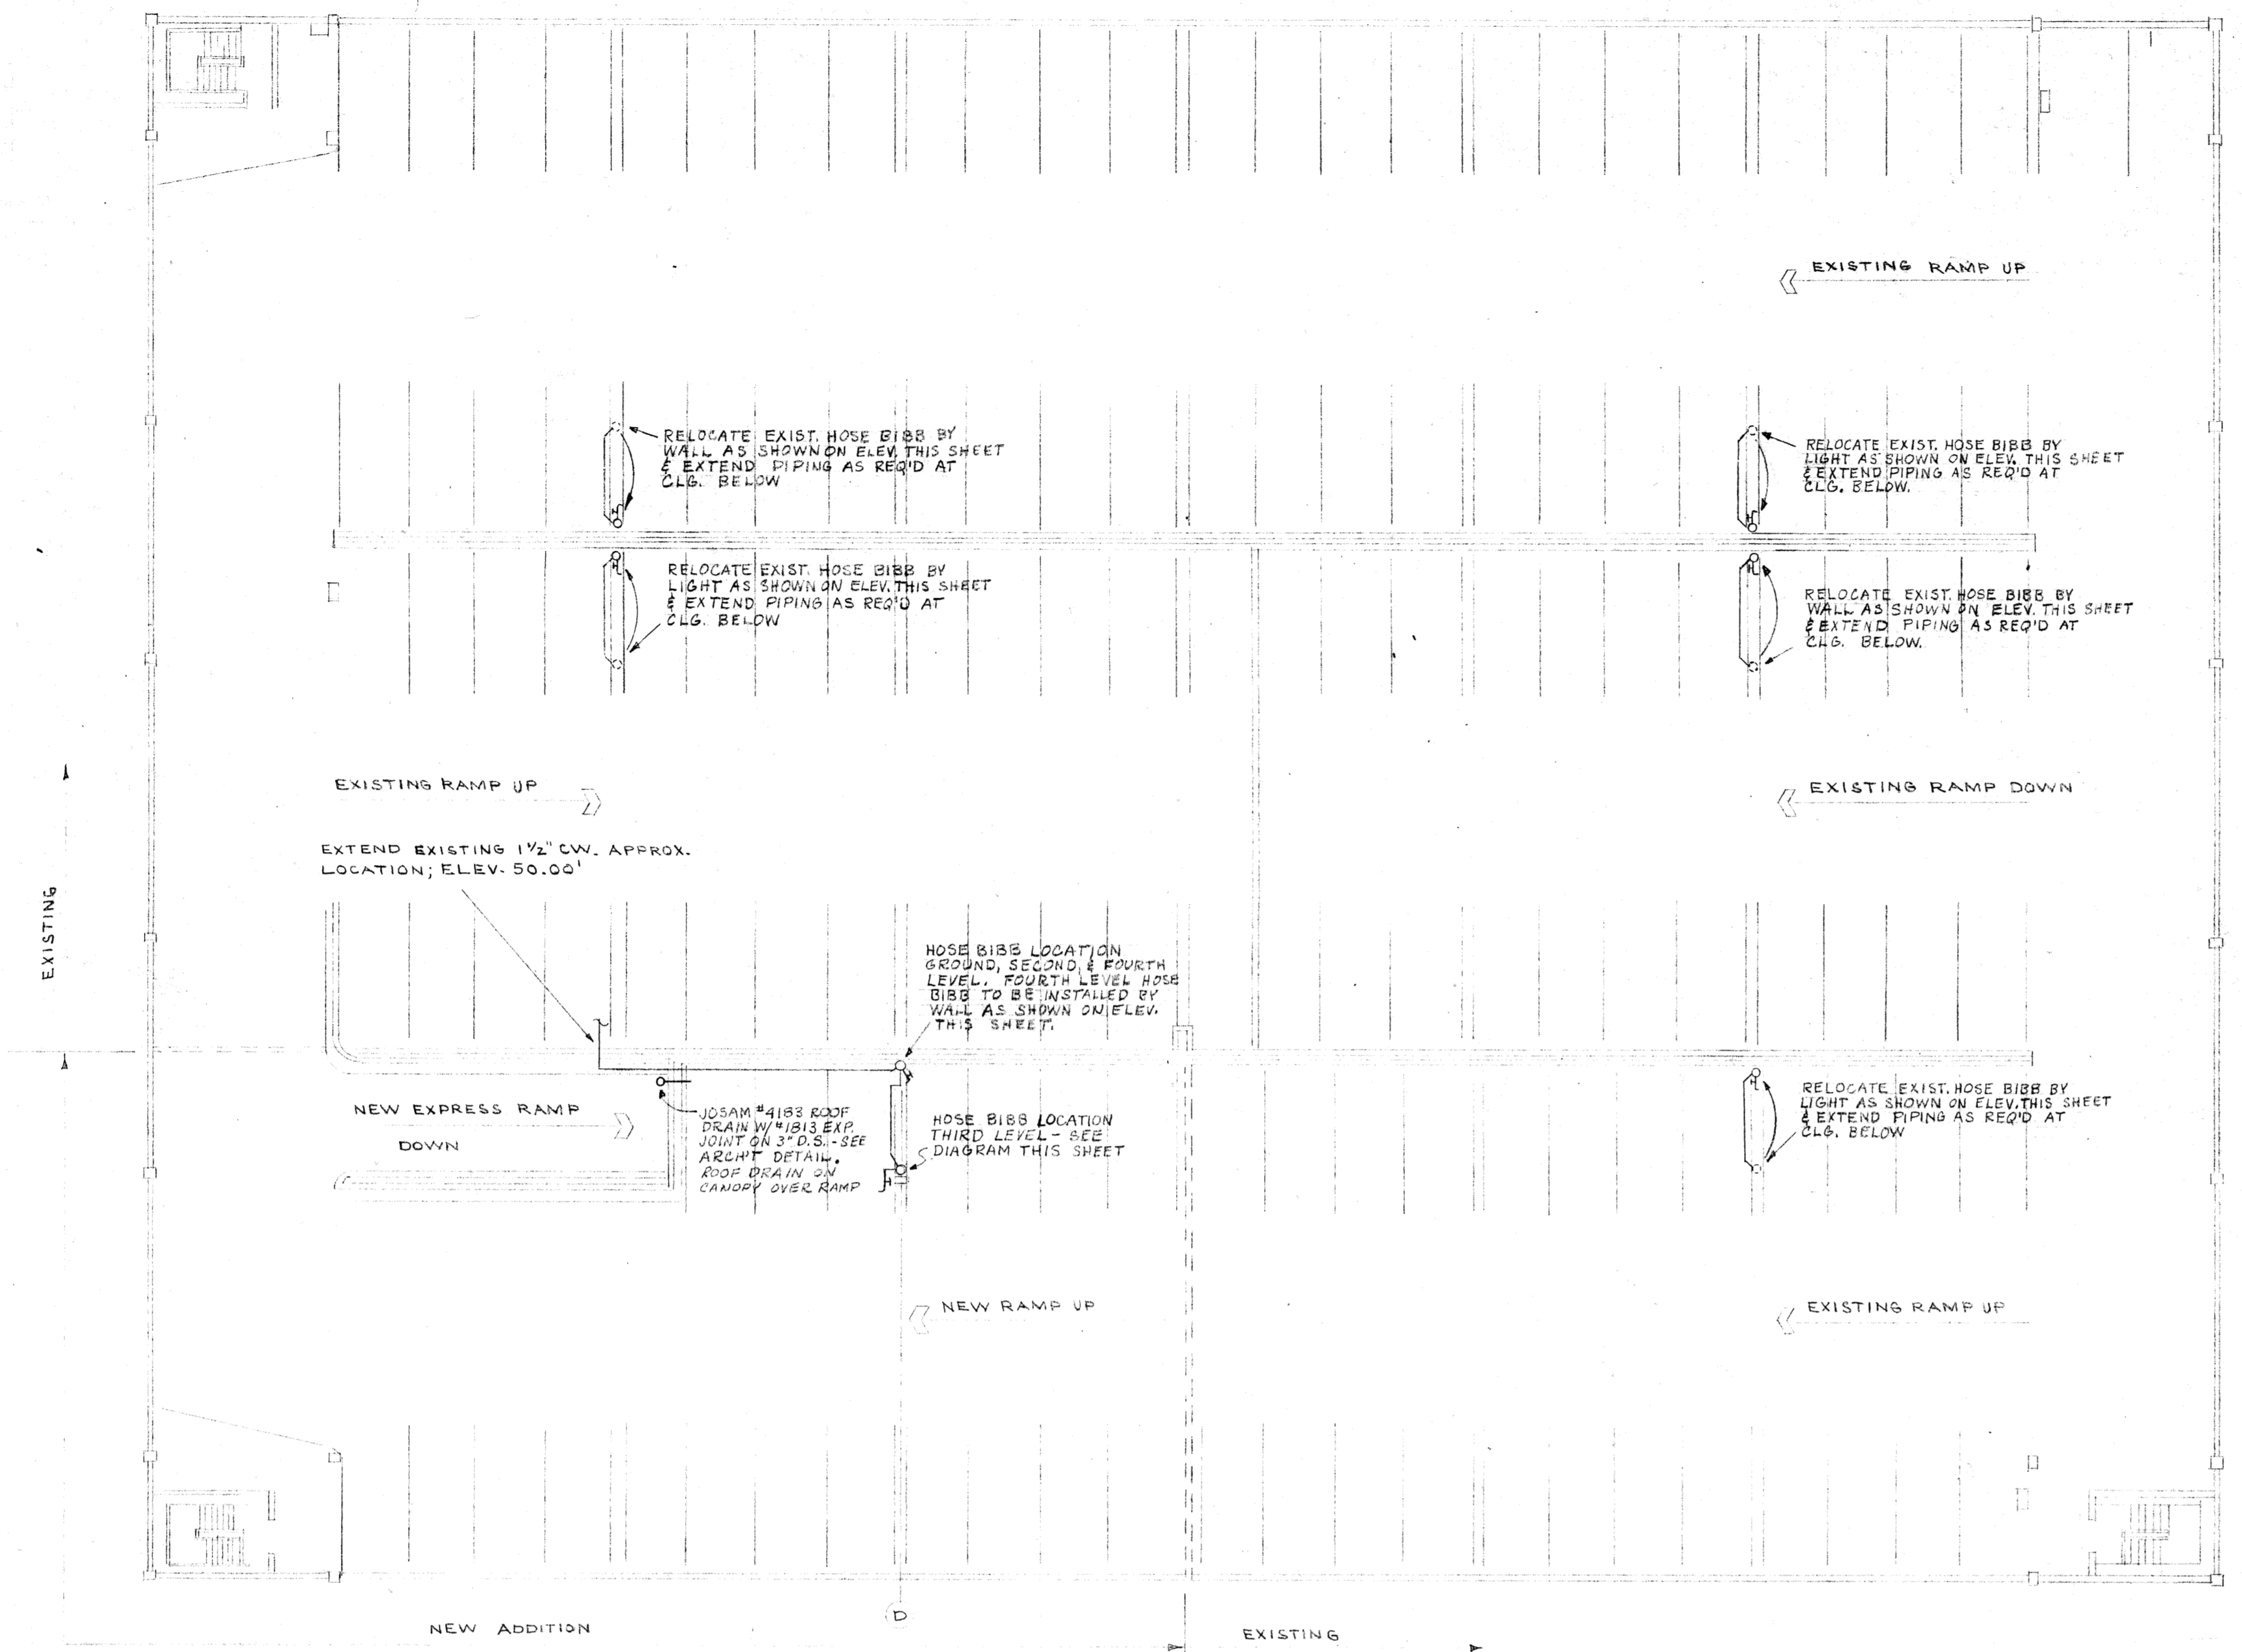 EXISTING RAMP UP
RELOCATE EXIST. HOSE BIBB BY
WALL AS SHOWN ON ELEV. THIS SHEET
& EXTEND PIPING AS REQ'D AT
CLG. BELOW
RELOCATE EXIST. HOSE BIBB BY
LIGHT AS SHOWN ON ELEV. THIS SHEET
& EXTEND PIPING AS REQ'D AT
CLG. BELOW.
RELOCATE EXIST. HOSE BIBB BY
LIGHT AS SHOWN ON ELEV. THIS SHEET
& EXTEND PIPING AS REQ'D AT
CLG. BELOW
RELOCATE EXIST. HOSE BIBB BY
WALL AS SHOWN ON ELEV. THIS SHEET
& EXTEND PIPING AS REQ'D AT
CLG. BELOW.
EXISTING RAMP UP
EXISTING RAMP DOWN
EXTEND EXISTING 1 1/2" CW. APPROX.
LOCATION; ELEV. 50.00'
EXISTING
HOSE BIBB LOCATION
GROUND, SECOND, & FOURTH
LEVEL. FOURTH LEVEL HOSE
BIBB TO BE INSTALLED BY
WALL AS SHOWN ON ELEV.
THIS SHEET.
NEW EXPRESS RAMP
DOWN
JOSAM #4183 ROOF
DRAIN W/ #1813 EXP.
JOINT ON 3" D.S. - SEE
ARCH'T DETAIL.
ROOF DRAIN ON
CANOPY OVER RAMP
HOSE BIBB LOCATION
THIRD LEVEL - SEE
DIAGRAM THIS SHEET
RELOCATE EXIST. HOSE BIBB BY
LIGHT AS SHOWN ON ELEV. THIS SHEET
& EXTEND PIPING AS REQ'D AT
CLG. BELOW
NEW RAMP UP
EXISTING RAMP UP
D
NEW ADDITION
EXISTING